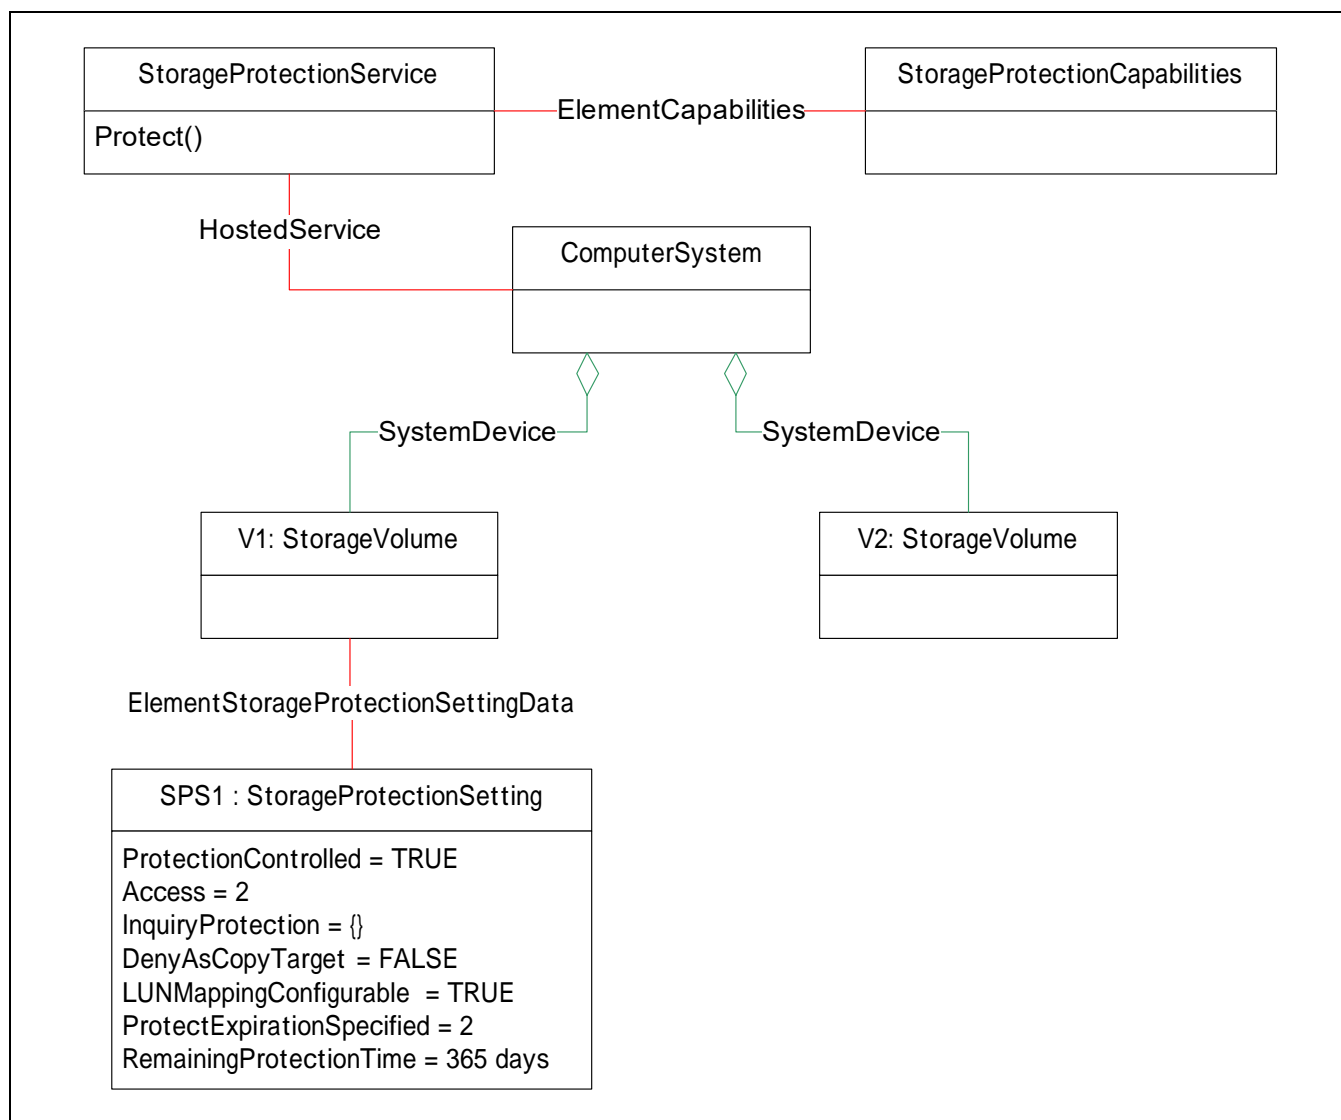 StorageProtectionService
StorageProtectionCapabilities
ElementCapabilities
Protect()
HostedService
ComputerSystem
SystemDevice
SystemDevice
V1: StorageVolume
V2: StorageVolume
ElementStorageProtectionSettingData
SPS1 : StorageProtectionSetting
ProtectionControlled = TRUE
Access = 2
InquiryProtection = {}
DenyAsCopyTarget = FALSE
LUNMappingConfigurable = TRUE
ProtectExpirationSpecified = 2
RemainingProtectionTime = 365 days